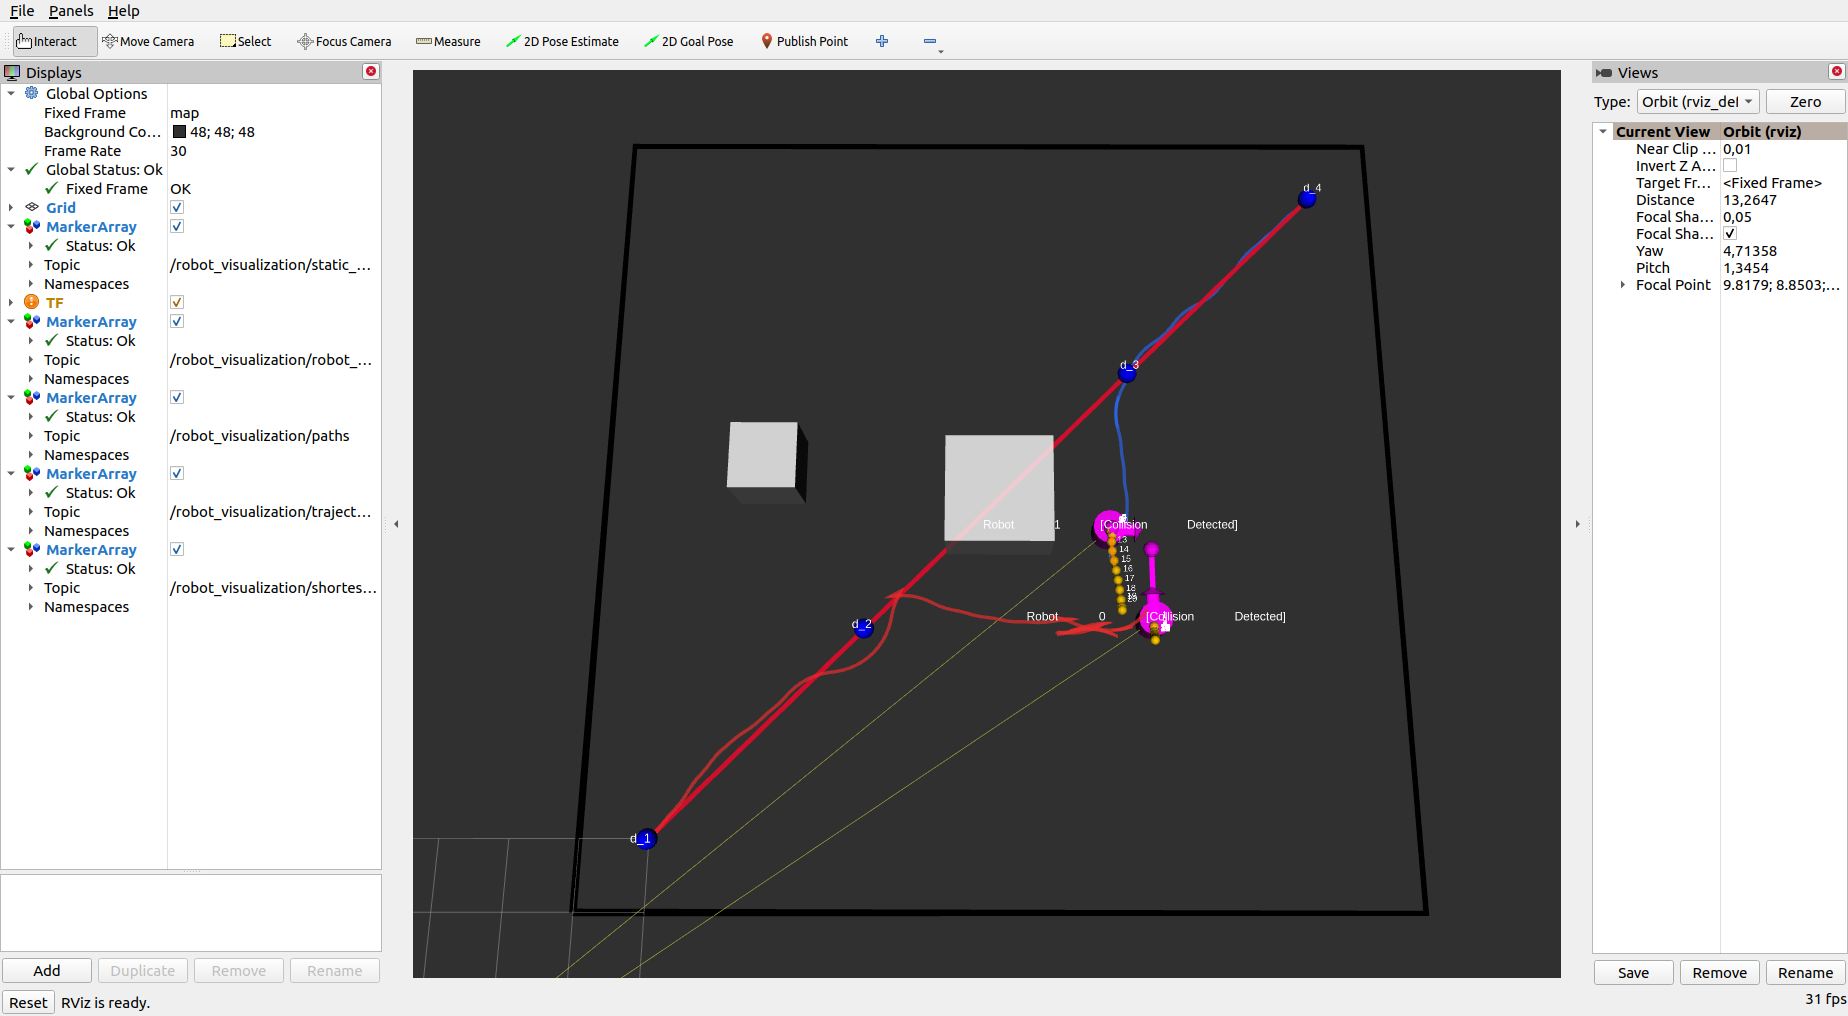 File Panels Help
Interact Move Camera Select Focus Camera Measure 2D Pose Estimate 2D Goal Pose Publish Point
Displays
Global Options
Fixed Frame map
Background Co... 48; 48; 48
Frame Rate 30
Global Status: Ok
Fixed Frame OK
Grid
MarkerArray
Status: Ok
Topic /robot_visualization/static_...
Namespaces
TF
MarkerArray
Status: Ok
Topic /robot_visualization/robot_...
Namespaces
MarkerArray
Status: Ok
Topic /robot_visualization/paths
Namespaces
MarkerArray
Status: Ok
Topic /robot_visualization/traject...
Namespaces
MarkerArray
Status: Ok
Topic /robot_visualization/shortes...
Namespaces
Add Duplicate Remove Rename
Reset RViz is ready.
d_4
d_3
Robot 1 [Collision Detected]
13
14
15
16
17
18
Robot 0 [Collision Detected]
d_2
d_1
Views
Type: Orbit (rviz_del Zero
Current View Orbit (rviz)
Near Clip ... 0,01
Invert Z A...
Target Fr... <Fixed Frame>
Distance 13,2647
Focal Sha... 0,05
Focal Sha...
Yaw 4,71358
Pitch 1,3454
Focal Point 9.8179; 8.8503;...
Save Remove Rename
31 fps